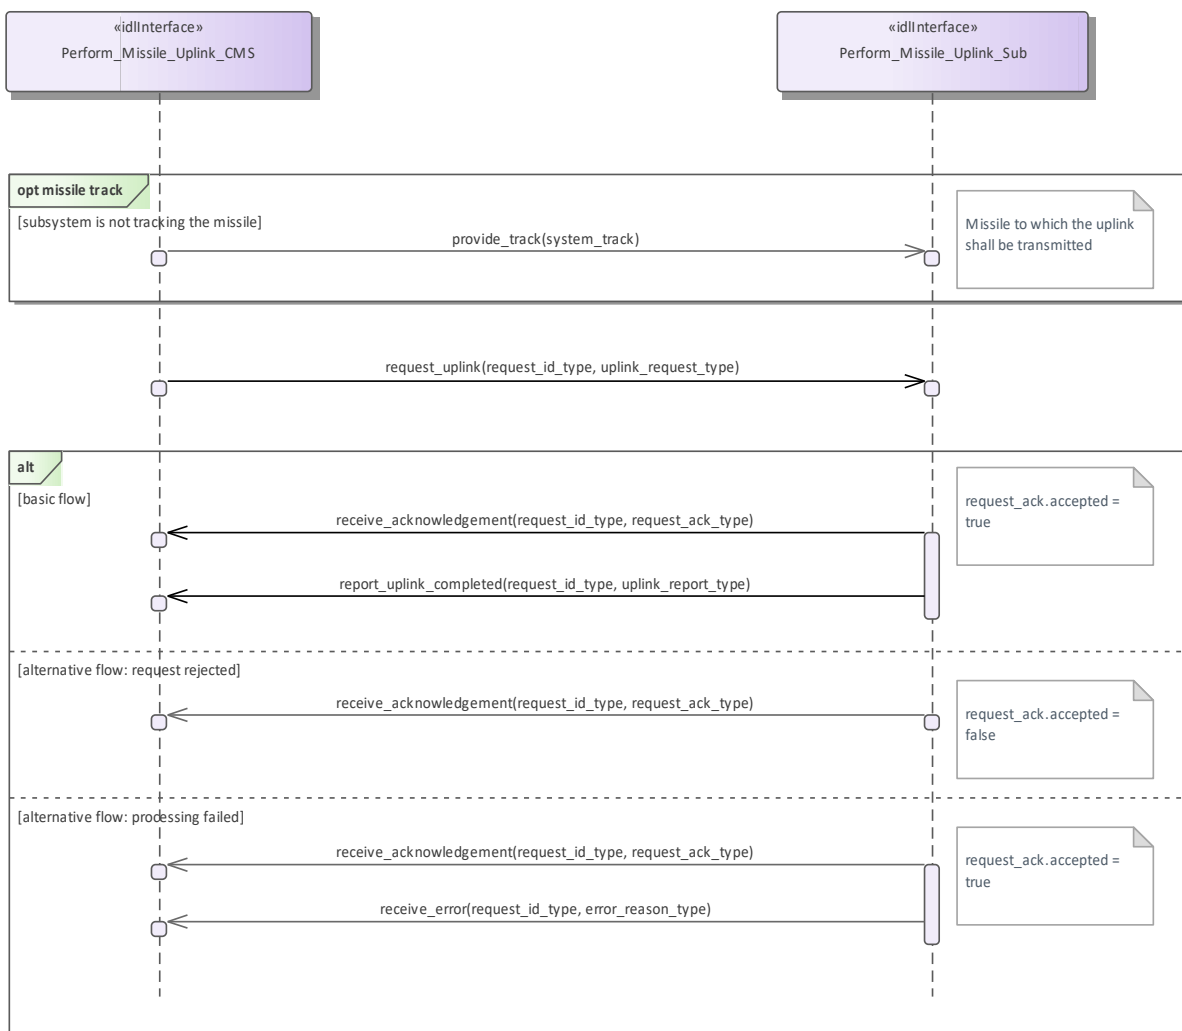 «idlInterface»
Perform_Missile_Uplink_CMS
«idlInterface»
Perform_Missile_Uplink_Sub
opt missile track
[subsystem is not tracking the missile]
provide_track(system_track)
Missile to which the uplink
shall be transmitted
request_uplink(request_id_type, uplink_request_type)
alt
[basic flow]
request_ack.accepted =
true
receive_acknowledgement(request_id_type, request_ack_type)
report_uplink_completed(request_id_type, uplink_report_type)
[alternative flow: request rejected]
receive_acknowledgement(request_id_type, request_ack_type)
request_ack.accepted =
false
[alternative flow: processing failed]
receive_acknowledgement(request_id_type, request_ack_type)
request_ack.accepted =
true
receive_error(request_id_type, error_reason_type)